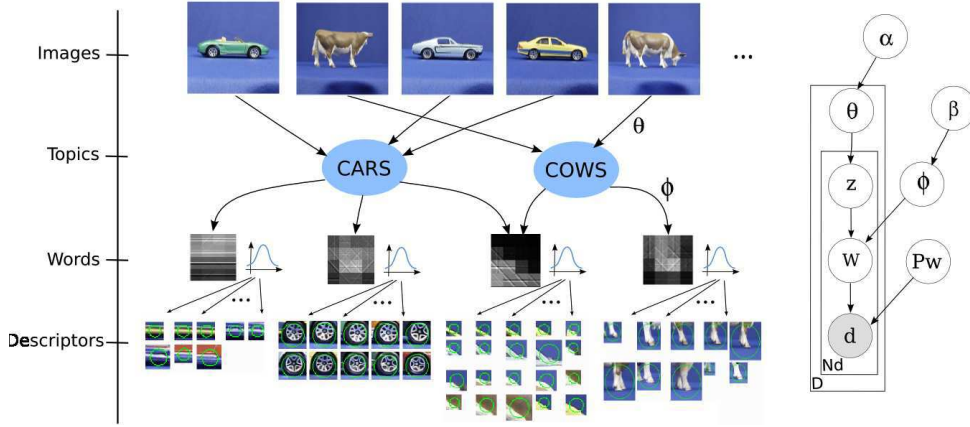 Images
...
α
θ
β
θ
Topics
CARS
COWS
z
ϕ
ϕ
Words
w
Pw
...
...
...
...
Descriptors
d
Nd
D